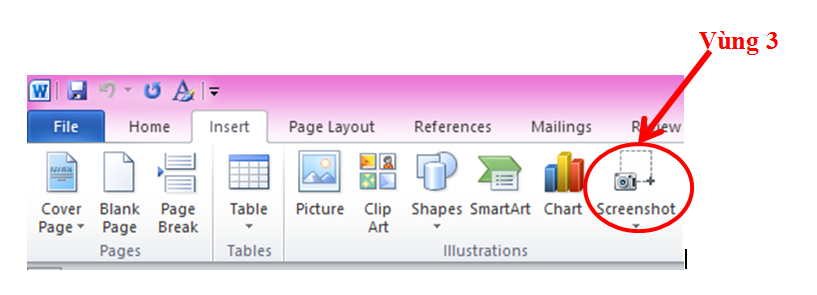 Vùng 3
W
File Home Insert Page Layout References Mailings Review
Cover Page Blank Page Page Break Table Picture Clip Art Shapes SmartArt Chart Screenshot
Pages Tables Illustrations